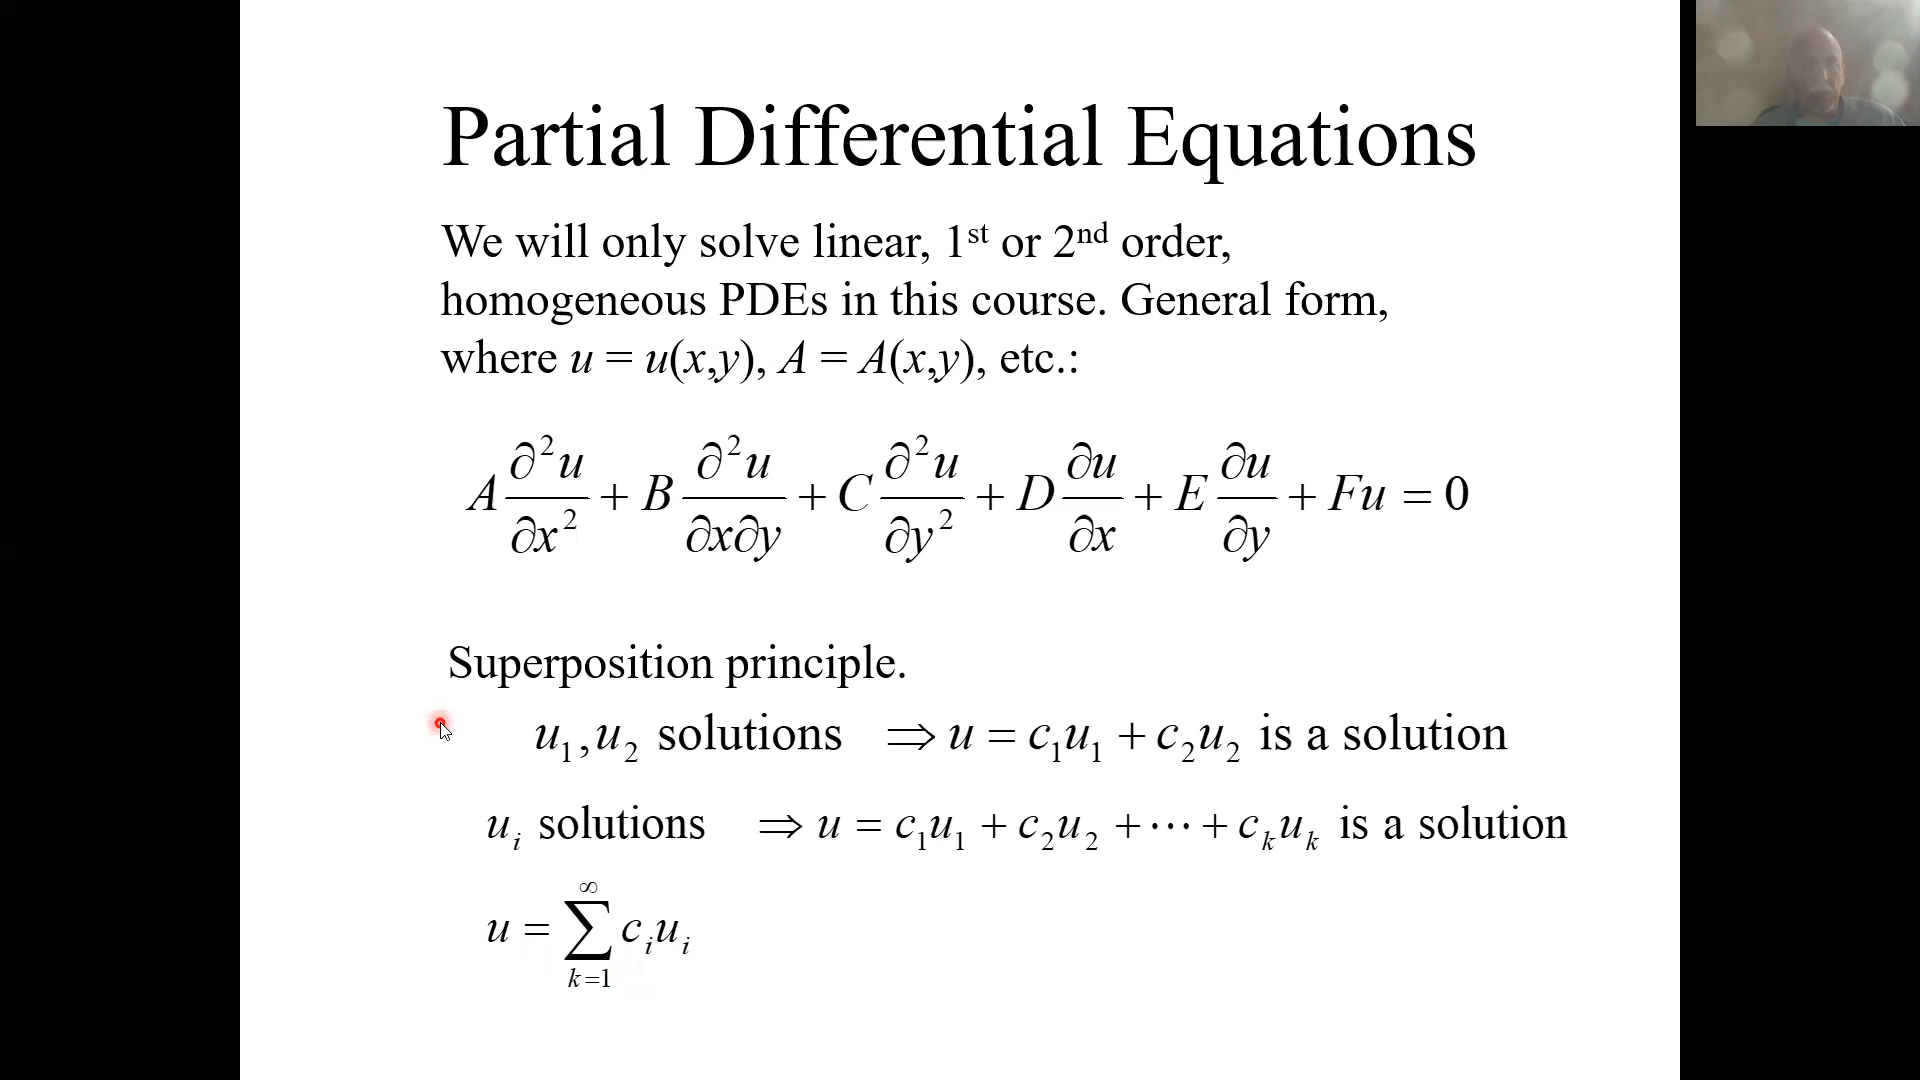 Partial Differential Equations
We will only solve linear, 1st or 2nd order,
homogeneous PDEs in this course. General form,
where u = u(x,y), A = A(x,y), etc.:
A ∂²u/∂x² + B ∂²u/∂x∂y + C ∂²u/∂y² + D ∂u/∂x + E ∂u/∂y + Fu = 0
Superposition principle.
u₁,u₂ solutions ⇒ u = c₁u₁ + c₂u₂ is a solution
uᵢ solutions ⇒ u = c₁u₁ + c₂u₂ + ⋯ + cₖuₖ is a solution
u = ∑_{k=1}^{∞} cᵢuᵢ